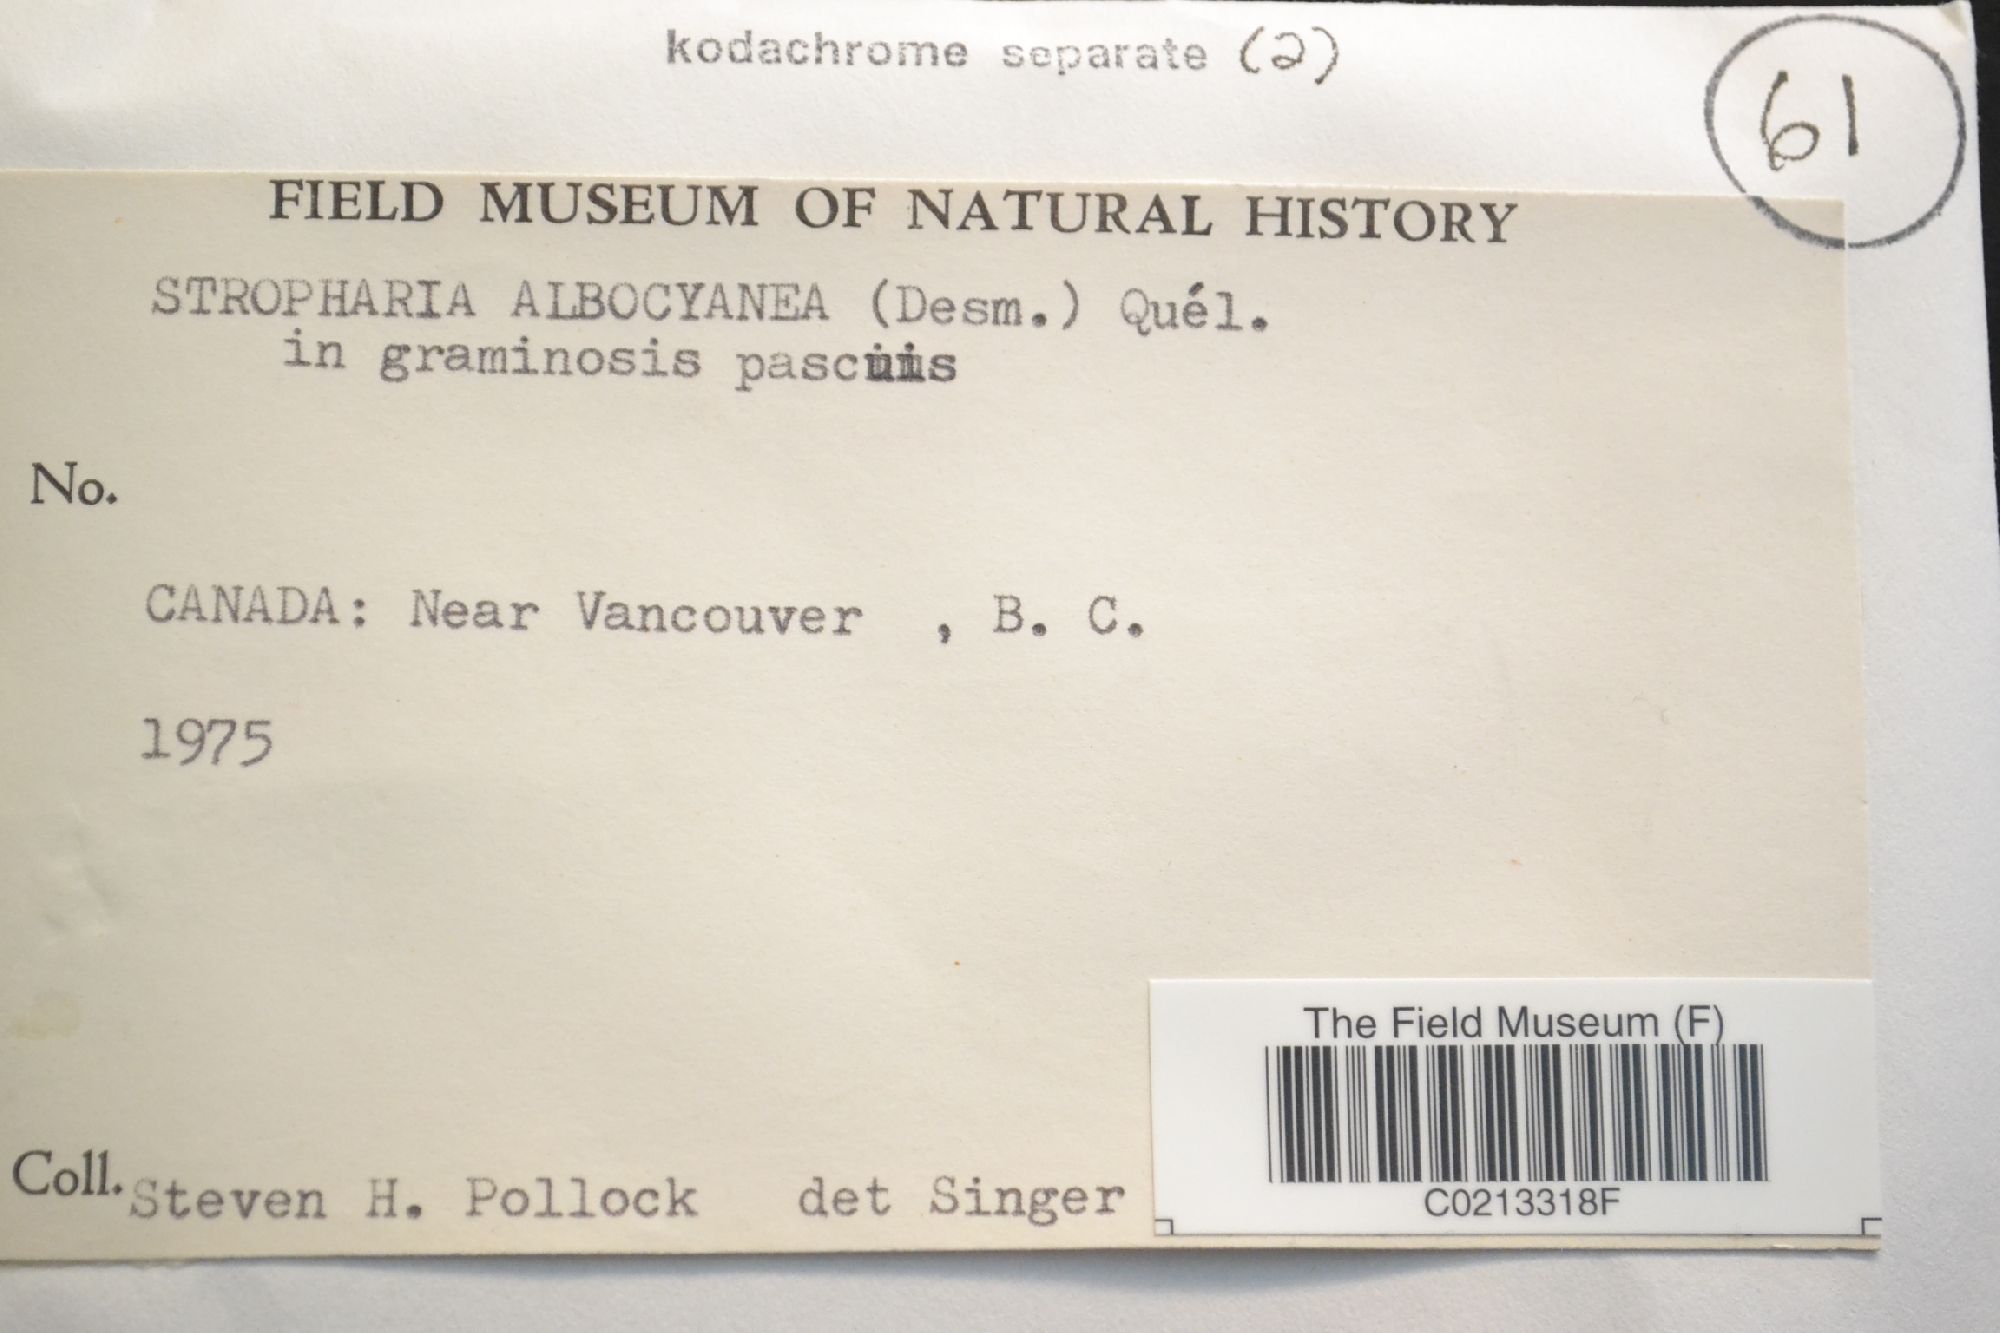 kodachrome separate (2)
61
FIELD MUSEUM OF NATURAL HISTORY
STROPHARIA ALBOCYANEA (Desm.) Quél.
in graminosis pascuis
No.
CANADA: Near Vancouver , B. C.
1975
The Field Museum (F)
C0213318F
Coll. Steven H. Pollock det Singer